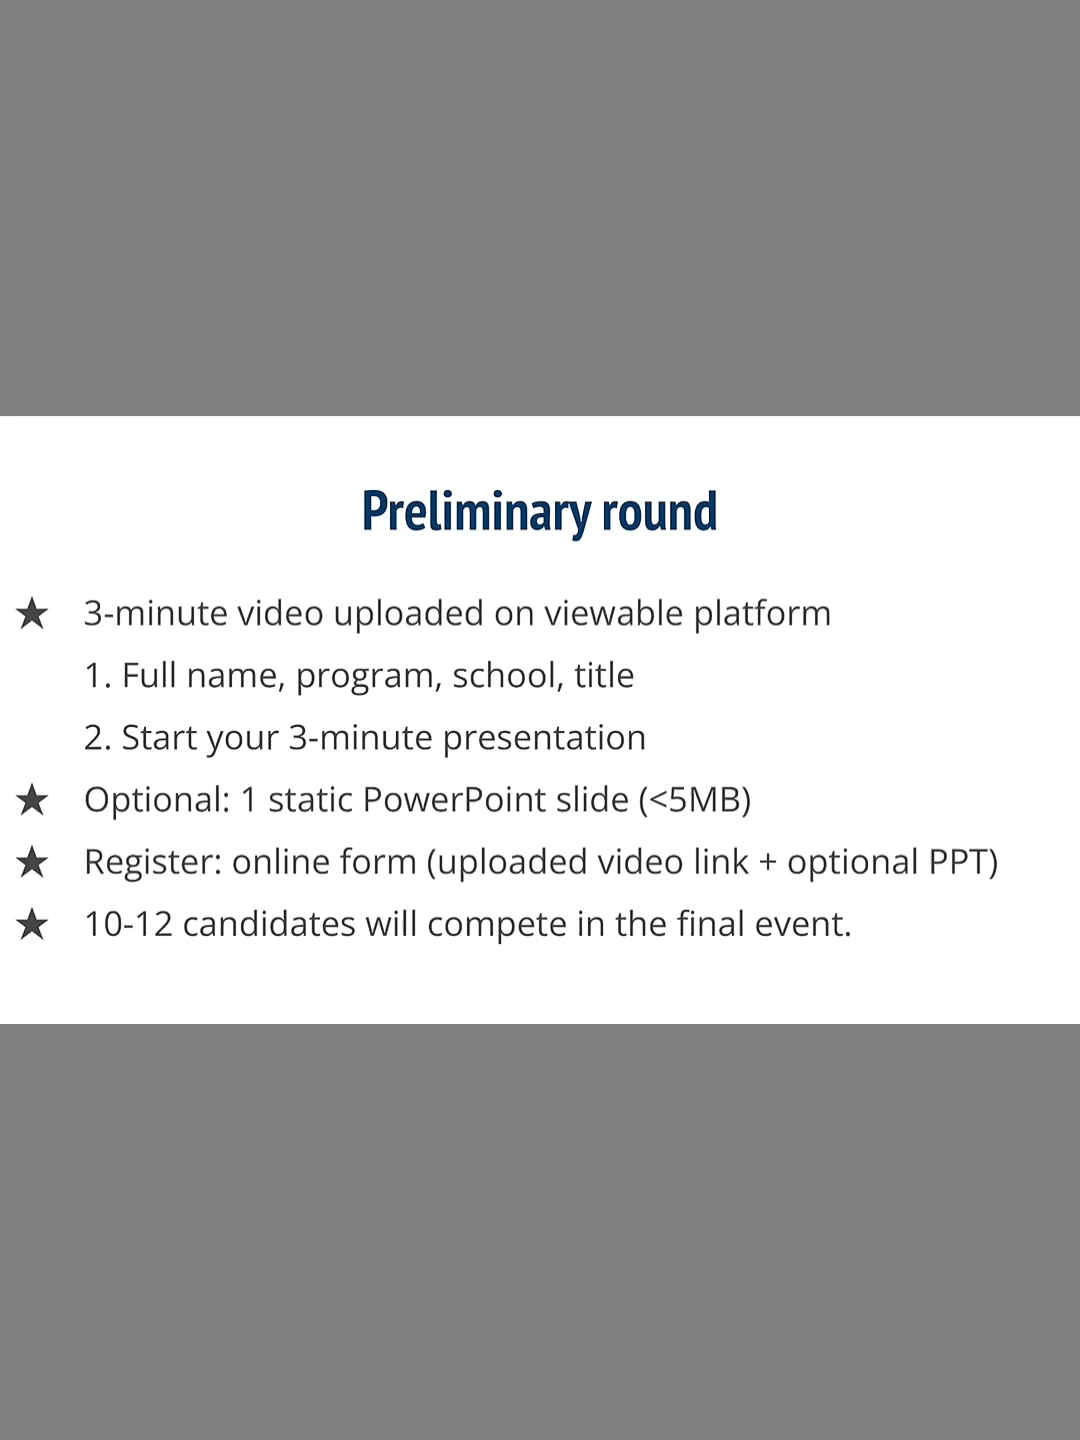 Preliminary round
★ 3-minute video uploaded on viewable platform
1. Full name, program, school, title
2. Start your 3-minute presentation
★ Optional: 1 static PowerPoint slide (<5MB)
★ Register: online form (uploaded video link + optional PPT)
★ 10-12 candidates will compete in the final event.